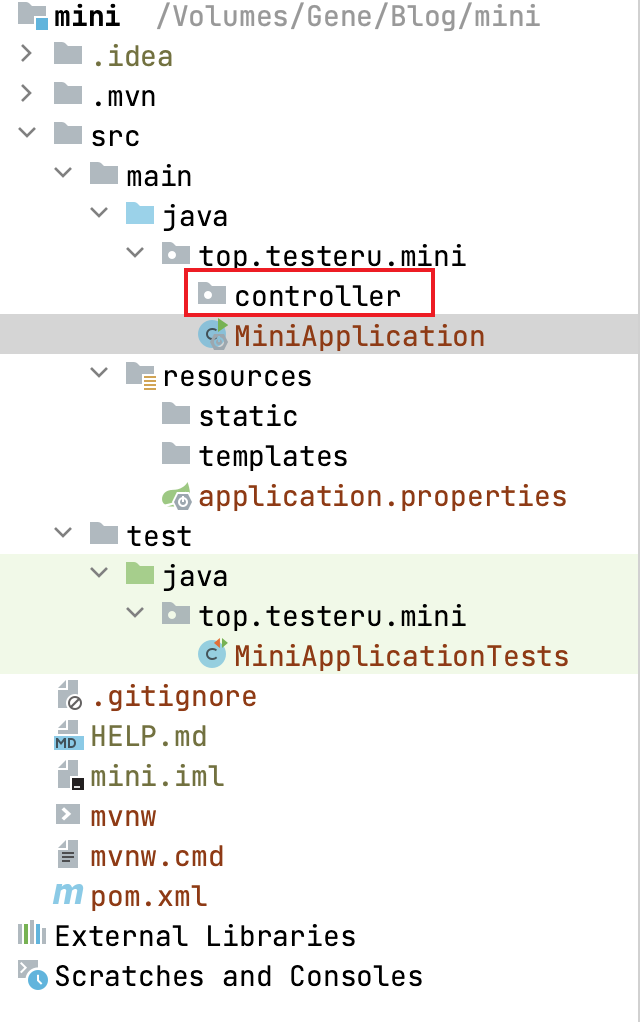 mini /Volumes/Gene/Blog/mini
.idea
.mvn
src
main
java
top.testeru.mini
controller
MiniApplication
resources
static
templates
application.properties
test
java
top.testeru.mini
MiniApplicationTests
.gitignore
HELP.md
mini.iml
mvnw
mvnw.cmd
pom.xml
External Libraries
Scratches and Consoles